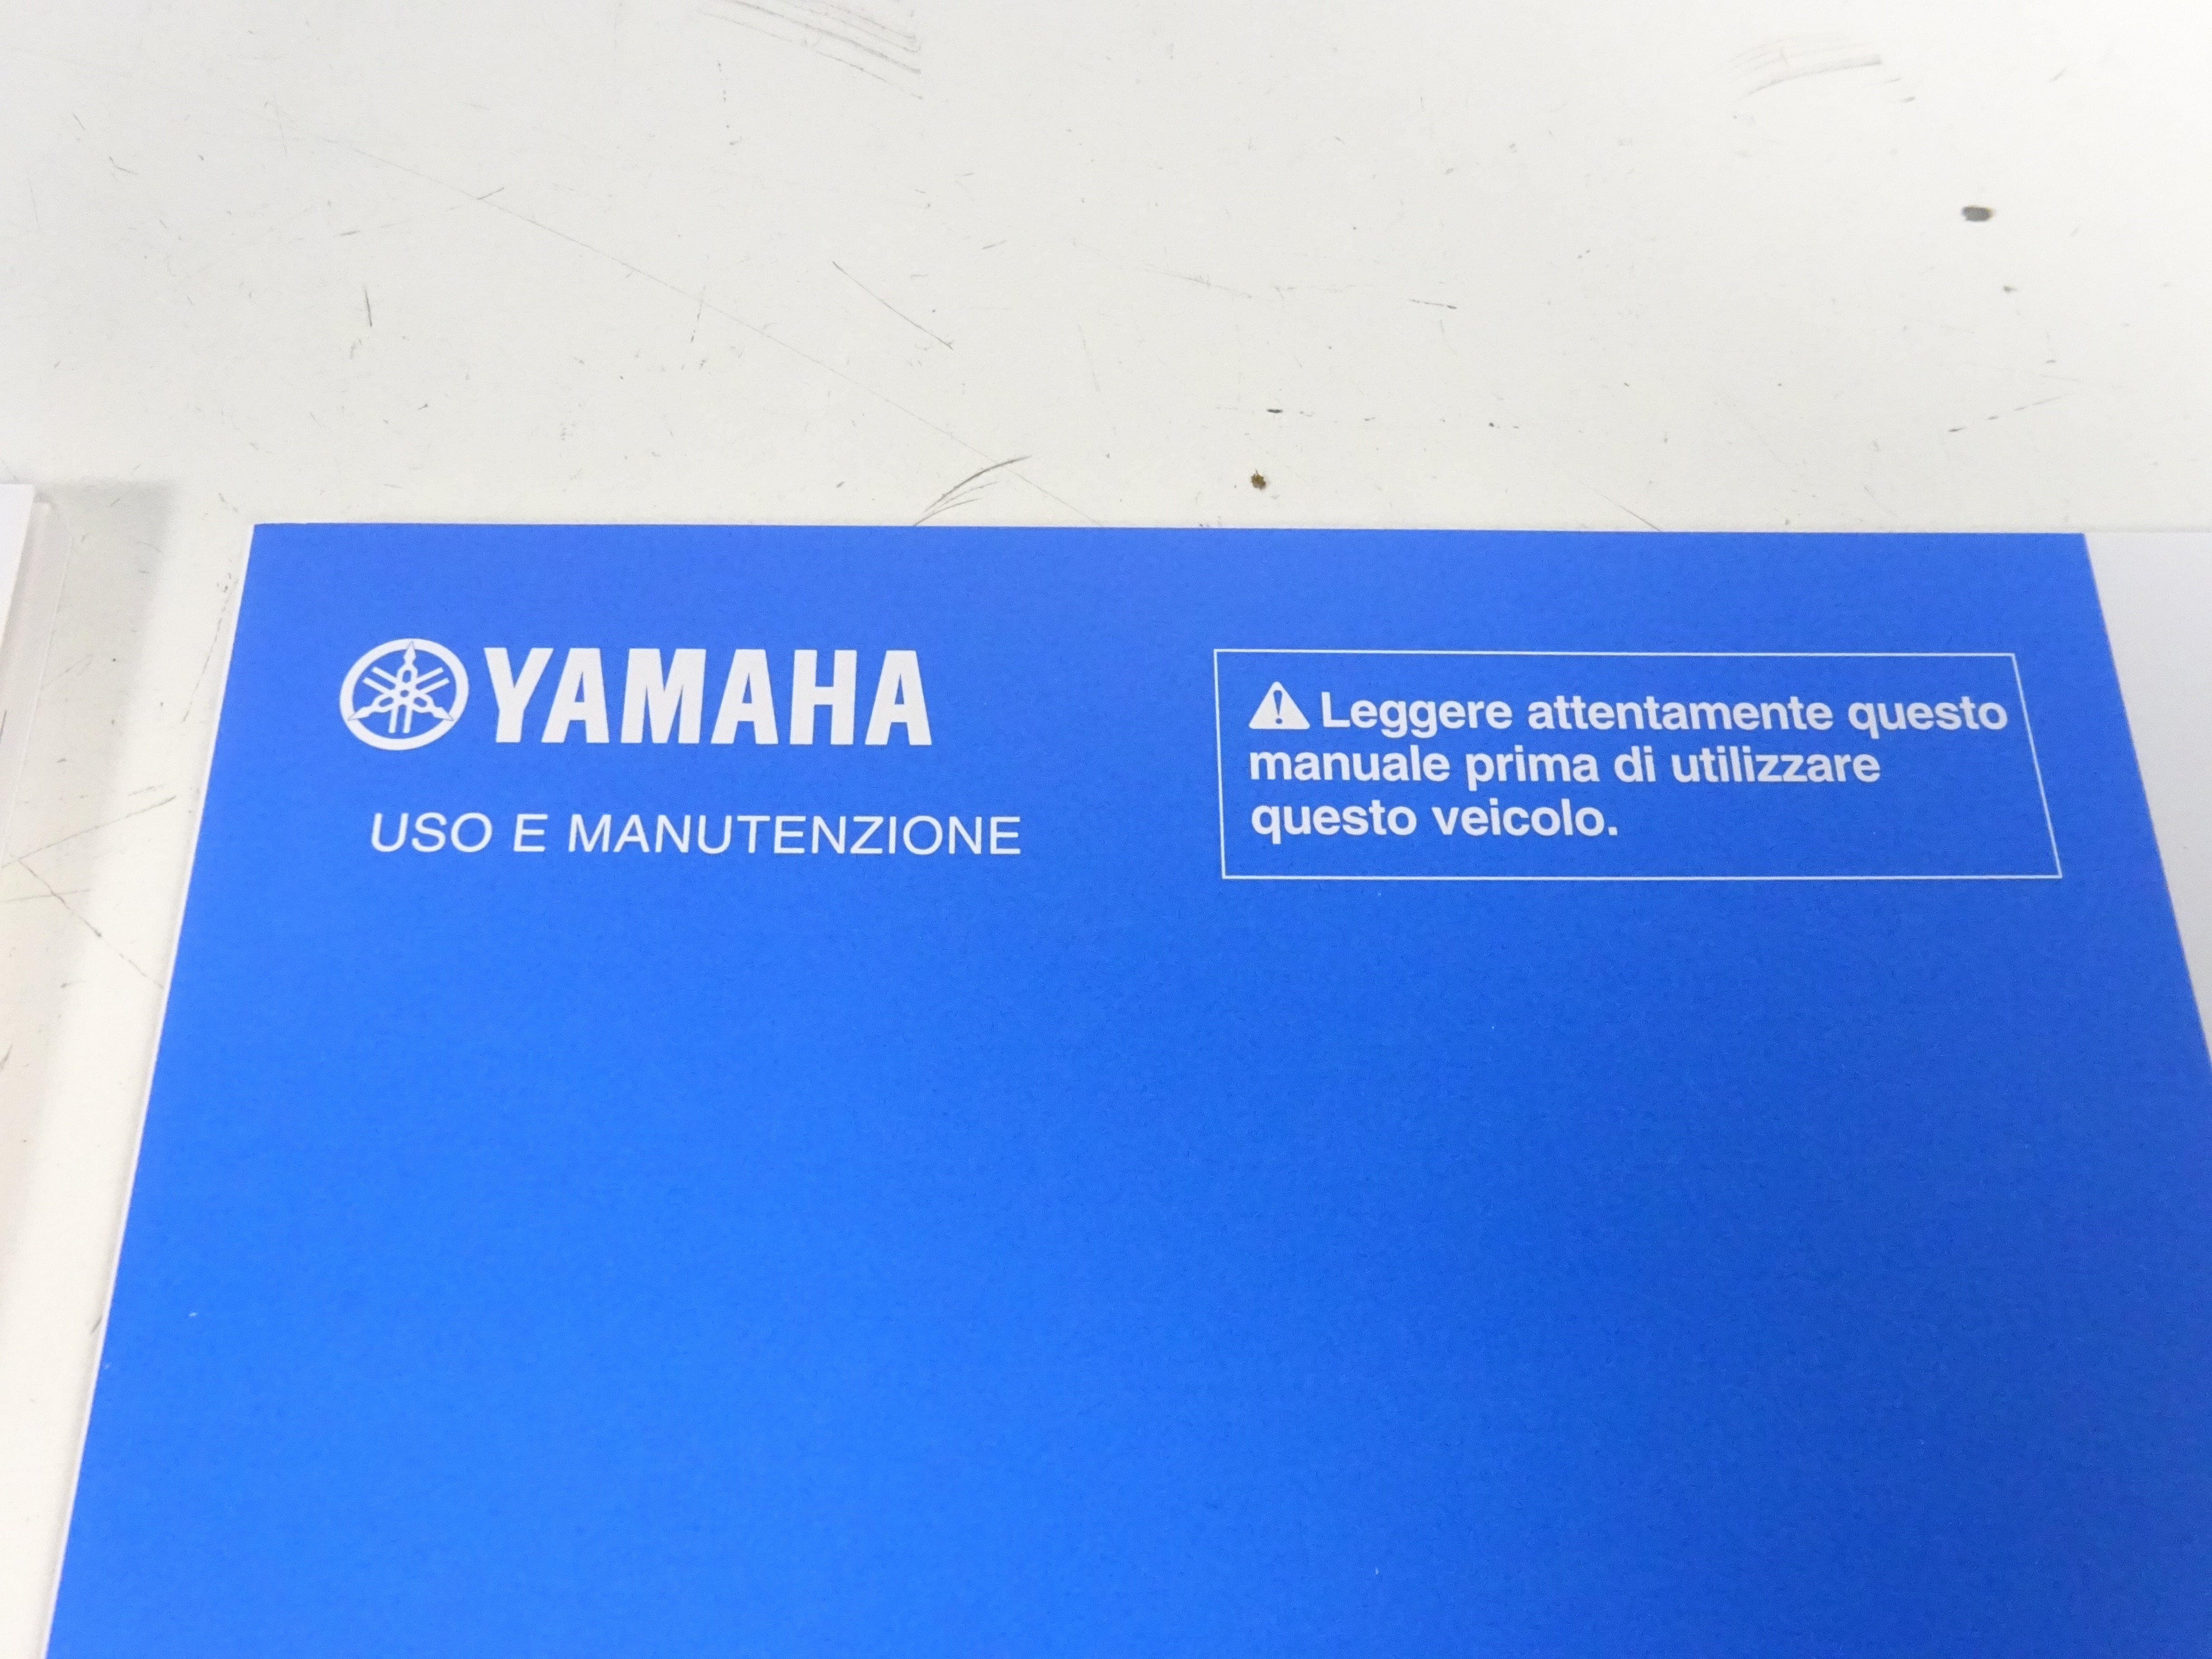 YAMAHA
USO E MANUTENZIONE
Leggere attentamente questo
manuale prima di utilizzare
questo veicolo.